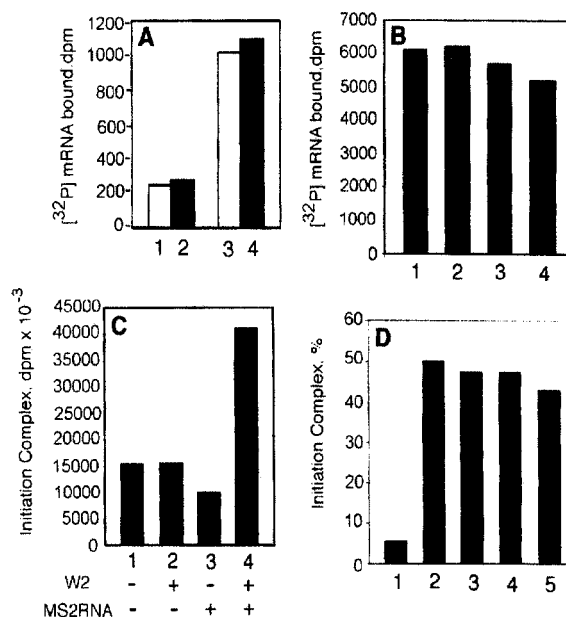 A
[32P] mRNA bound, dpm
1200
1000
800
600
400
200
0
1 2 3 4
B
[32P] mRNA bound, dpm
7000
6000
5000
4000
3000
2000
1000
0
1 2 3 4
C
Initiation Complex, dpm x 10-3
45000
40000
35000
30000
25000
20000
15000
10000
5000
0
1 2 3 4
W2 - + - +
MS2RNA - - + +
D
Initiation Complex, %
60
50
40
30
20
10
0
1 2 3 4 5